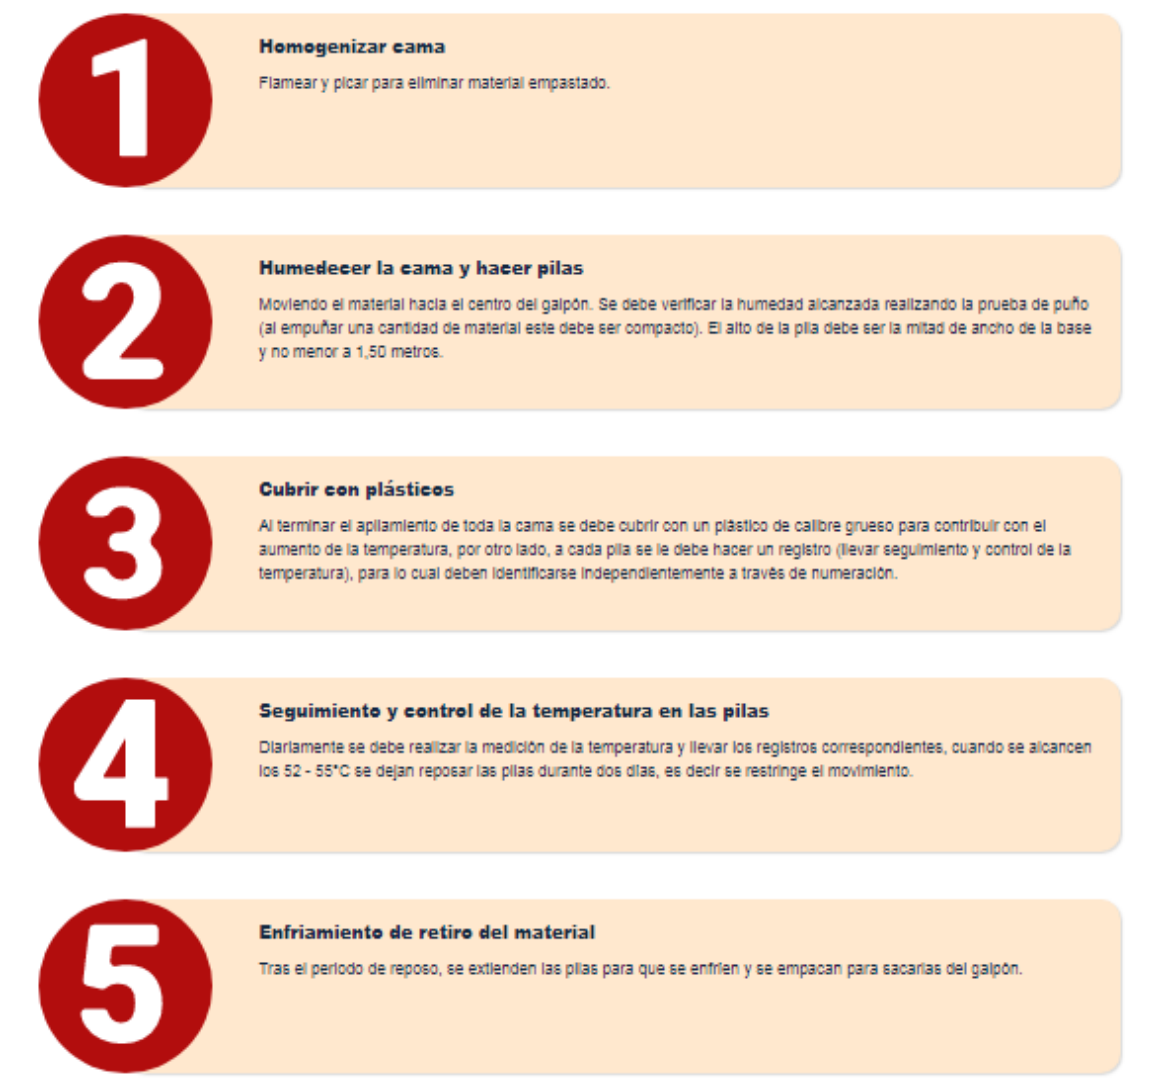 1
Homogenizar cama
Flamear y picar para eliminar material empastado.
2
Humedecer la cama y hacer pilas
Moviendo el material hacia el centro del galpón. Se debe verificar la humedad alcanzada realizando la prueba de puño
(al empuñar una cantidad de material este debe ser compacto). El alto de la pila debe ser la mitad de ancho de la base
y no menor a 1,50 metros.
3
Cubrir con plásticos
Al terminar el apilamiento de toda la cama se debe cubrir con un plástico de calibre grueso para contribuir con el
aumento de la temperatura, por otro lado, a cada pila se le debe hacer un registro (llevar seguimiento y control de la
temperatura), para lo cual deben identificarse independientemente a través de numeración.
4
Seguimiento y control de la temperatura en las pilas
Diariamente se debe realizar la medición de la temperatura y llevar los registros correspondientes, cuando se alcancen
los 52 - 55°C se dejan reposar las pilas durante dos días, es decir se restringe el movimiento.
5
Enfriamiento de retiro del material
Tras el periodo de reposo, se extienden las pilas para que se enfríen y se empacan para sacarlas del galpón.